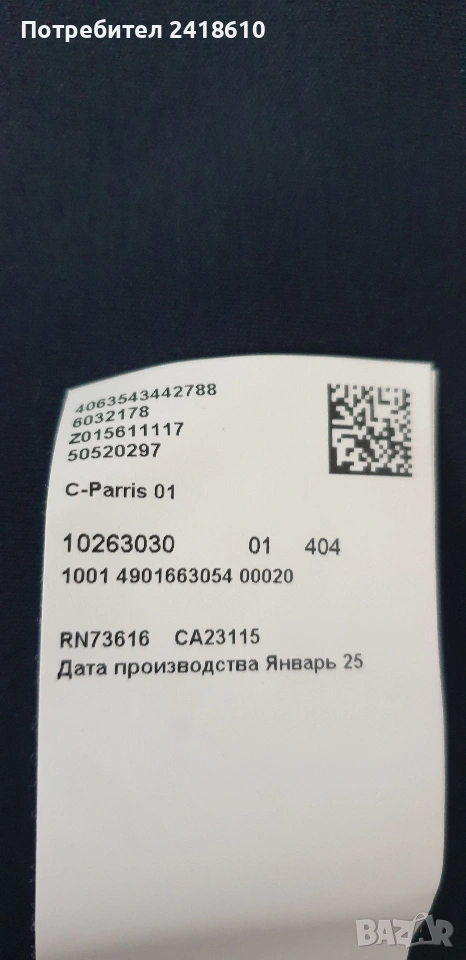 Потребител 2418610
4063543442788
6032178
Z015611117
50520297
C-Parris 01
10263030 01 404
1001 4901663054 00020
RN73616 CA23115
Дата производства Январь 25
BAZAR